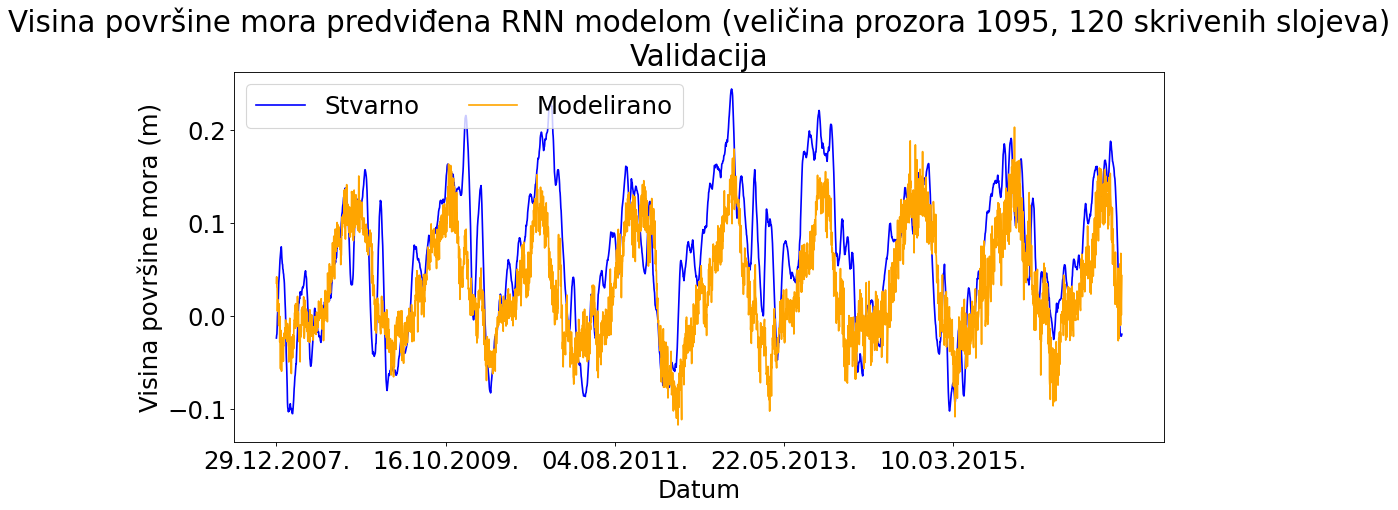 Visina površine mora predviđena RNN modelom (veličina prozora 1095, 120 skrivenih slojeva)
Validacija
Stvarno Modelirano
Visina površine mora (m)
0.2
0.1
0.0
−0.1
29.12.2007. 16.10.2009. 04.08.2011. 22.05.2013. 10.03.2015.
Datum